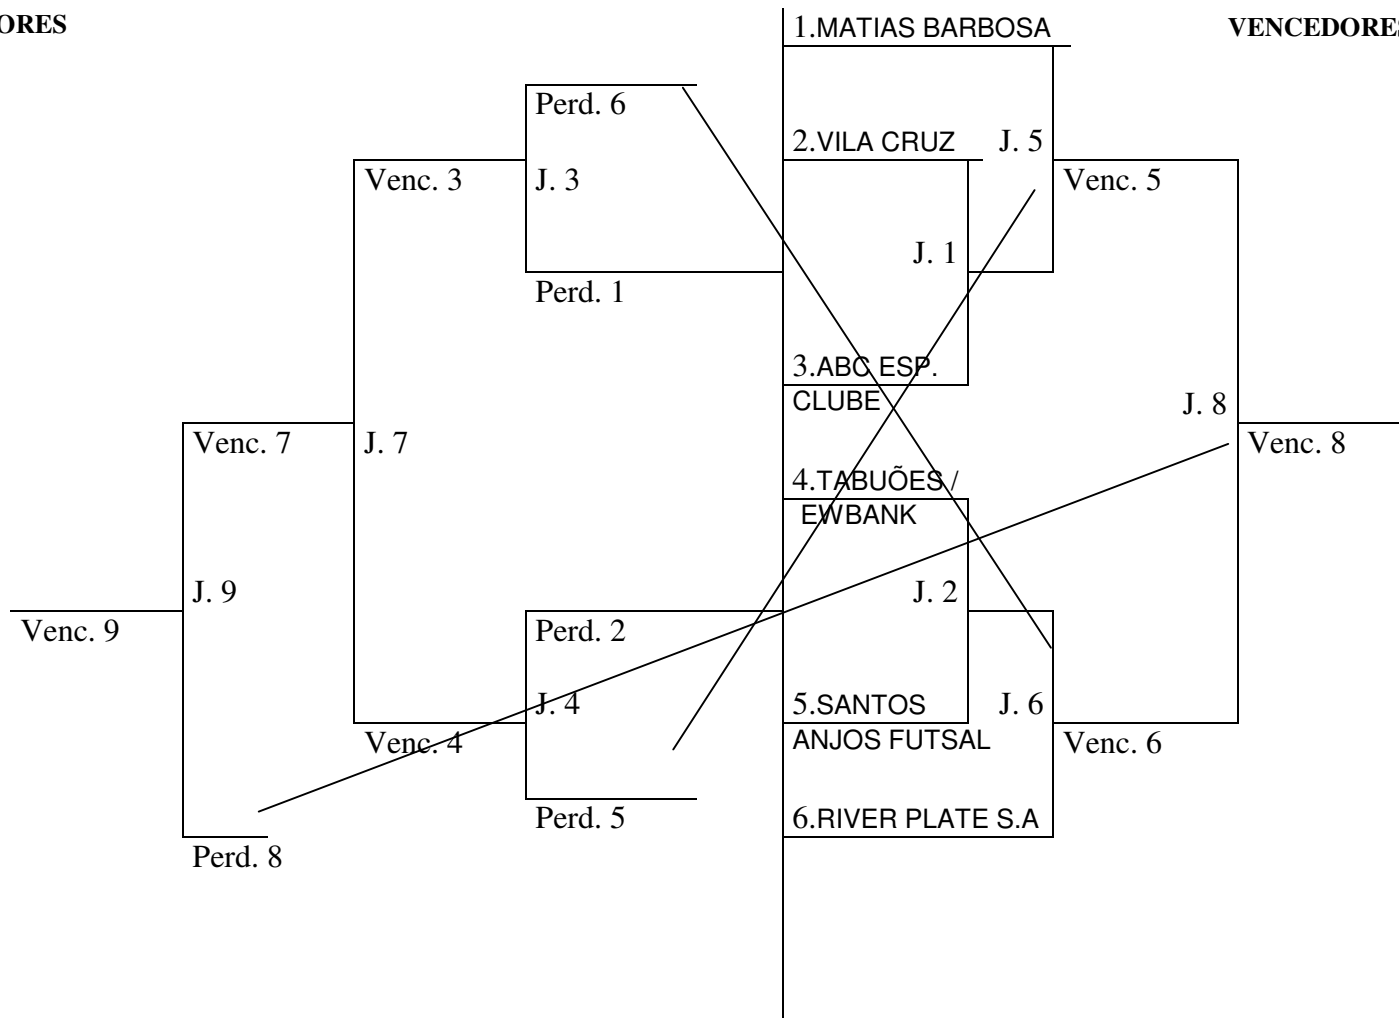 ORES
VENCEDORES
1.MATIAS BARBOSA
Perd. 6
2.VILA CRUZ
J. 5
Venc. 3
J. 3
Venc. 5
J. 1
Perd. 1
3.ABC ESP.
CLUBE
J. 8
Venc. 7
J. 7
Venc. 8
4.TABUÕES /
EWBANK
J. 9
J. 2
Venc. 9
Perd. 2
J. 4
5.SANTOS
ANJOS FUTSAL
J. 6
Venc. 4
Venc. 6
Perd. 5
6.RIVER PLATE S.A
Perd. 8